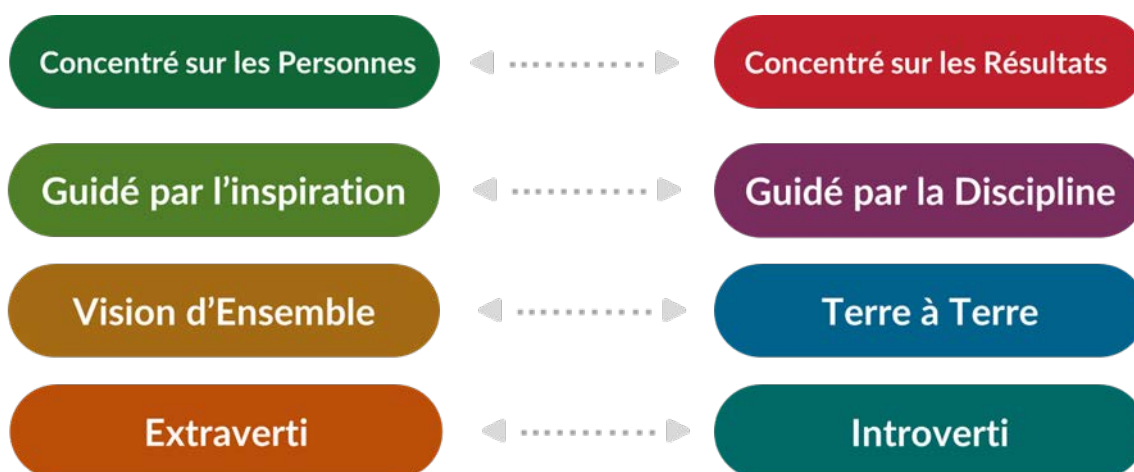 Concentré sur les Personnes
Concentré sur les Résultats
Guidé par l’inspiration
Guidé par la Discipline
Vision d’Ensemble
Terre à Terre
Extraverti
Introverti